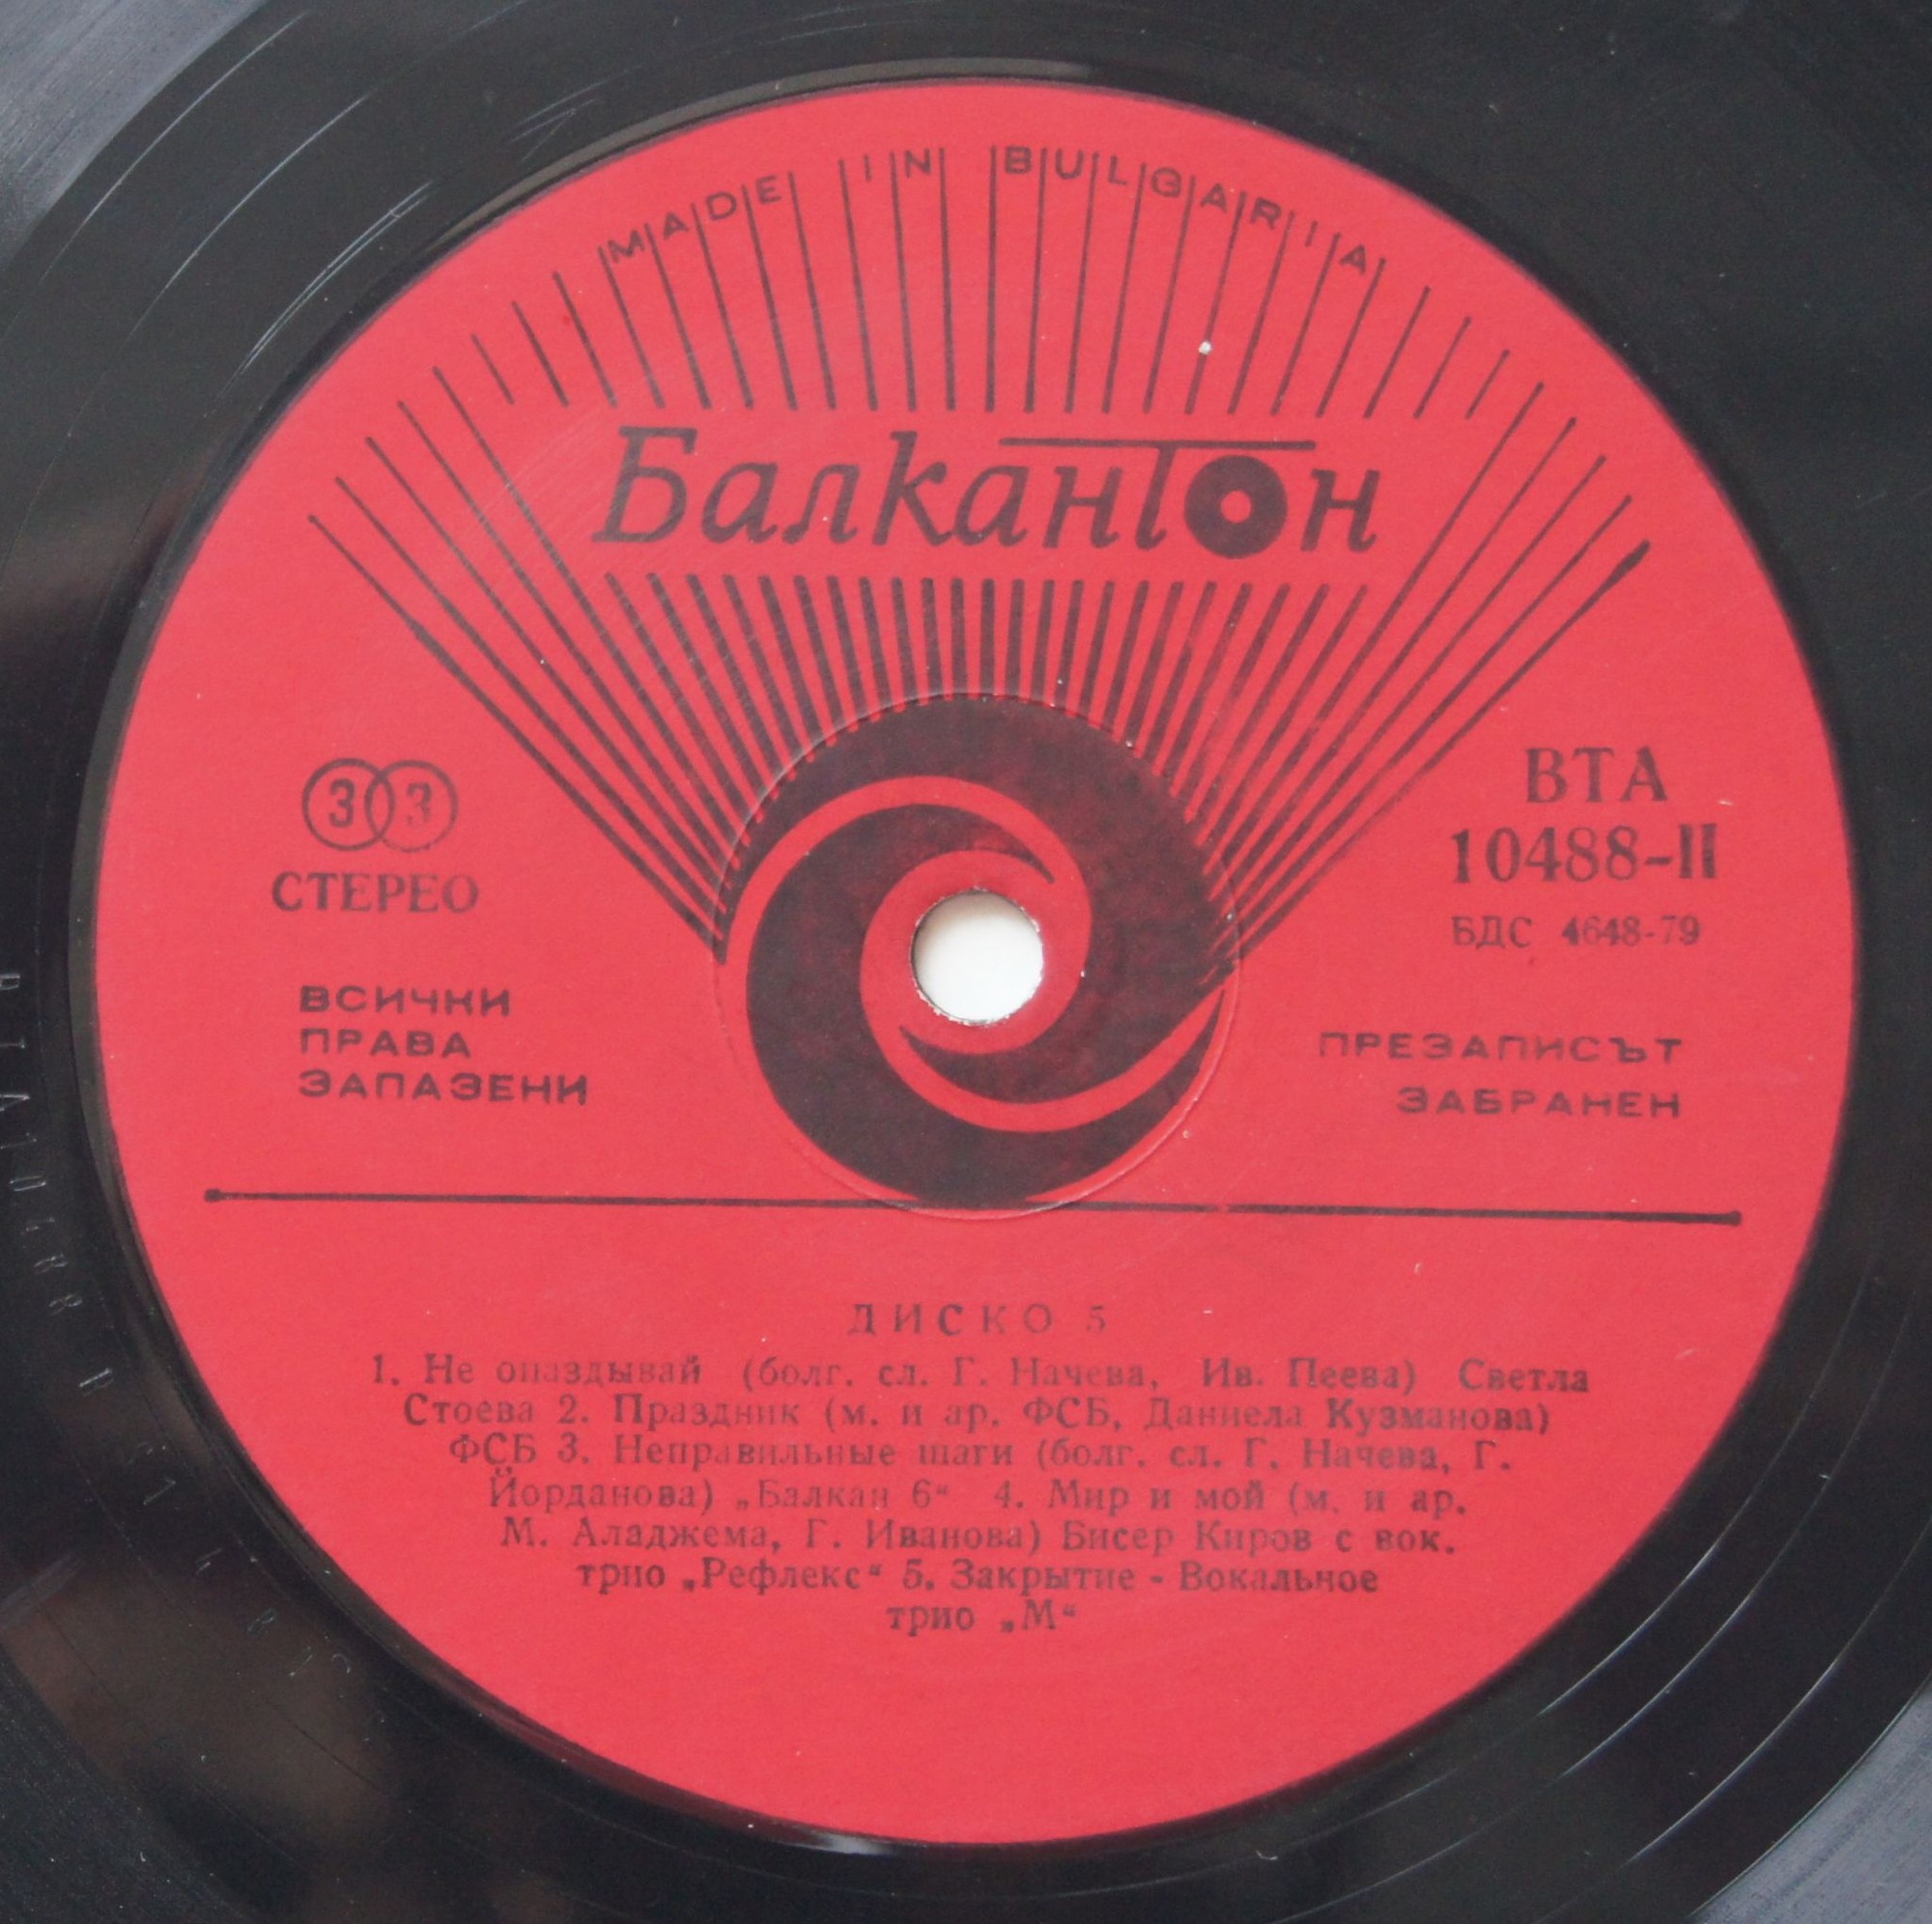 MADE IN BULGARIA
Балкантон
33
СТЕРЕО
ВСИЧКИ
ПРАВА
ЗАПАЗЕНИ
ВТА
10488-II
БДС 4648-79
ПРЕЗАПИСЪТ
ЗАБРАНЕН
ДИСКО 5
1. Не опаздывай (болг. сл. Г. Начева, Ив. Пеева) Светла
Стоева 2. Праздник (м. и ар. ФСБ, Даниела Кузманова)
ФСБ 3. Неправильные шаги (болг. сл. Г. Начева, Г.
Йорданова) „Балкан 6“ 4. Мир и мой (м. и ар.
М. Аладжема, Г. Иванова) Бисер Киров с вок.
трио „Рефлекс“ 5. Закрытие - Вокальное
трио „М“